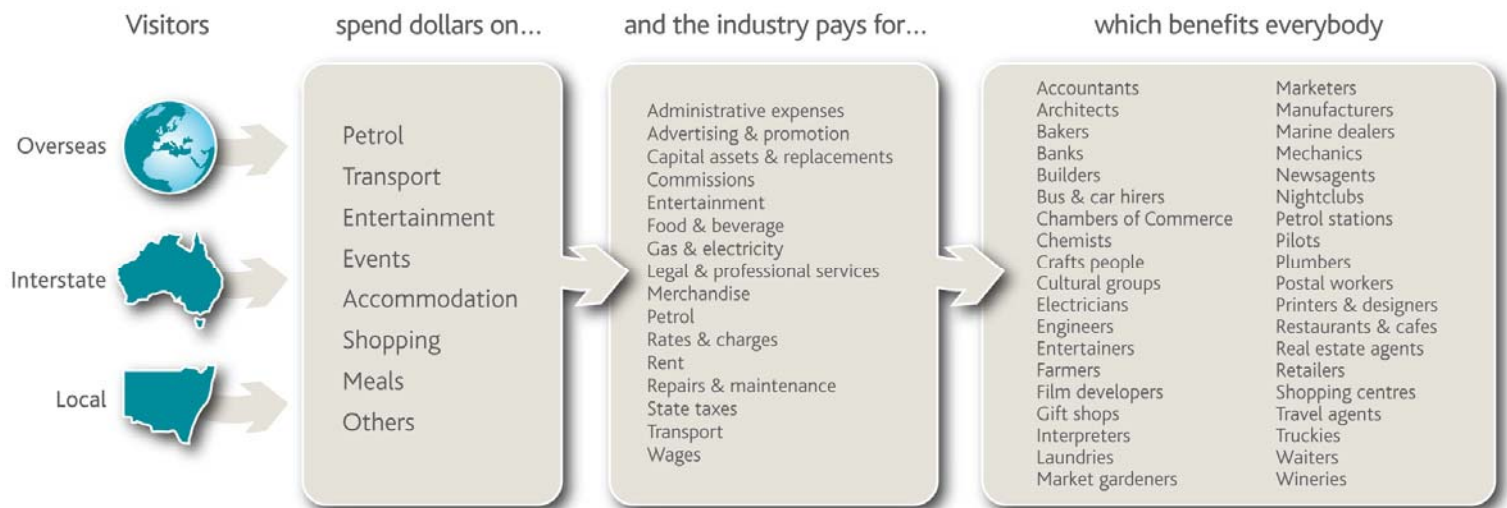 Visitors
spend dollars on...
and the industry pays for...
which benefits everybody
Overseas
Interstate
Local
Petrol
Transport
Entertainment
Events
Accommodation
Shopping
Meals
Others
Administrative expenses
Advertising & promotion
Capital assets & replacements
Commissions
Entertainment
Food & beverage
Gas & electricity
Legal & professional services
Merchandise
Petrol
Rates & charges
Rent
Repairs & maintenance
State taxes
Transport
Wages
Accountants
Architects
Bakers
Banks
Builders
Bus & car hirers
Chambers of Commerce
Chemists
Crafts people
Cultural groups
Electricians
Engineers
Entertainers
Farmers
Film developers
Gift shops
Interpreters
Laundries
Market gardeners
Marketers
Manufacturers
Marine dealers
Mechanics
Newsagents
Nightclubs
Petrol stations
Pilots
Plumbers
Postal workers
Printers & designers
Restaurants & cafes
Real estate agents
Retailers
Shopping centres
Travel agents
Truckies
Waiters
Wineries